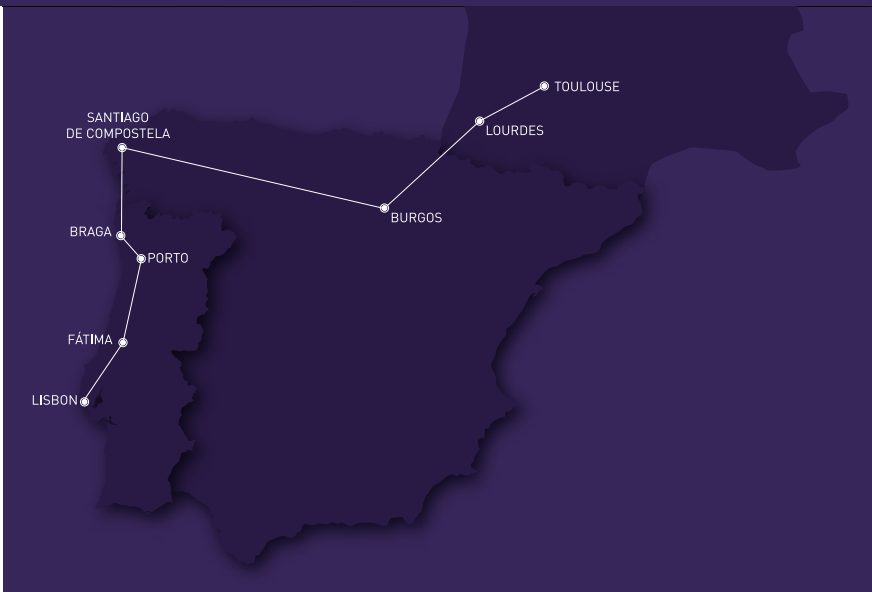 TOULOUSE
LOURDES
SANTIAGO
DE COMPOSTELA
BURGOS
BRAGA
PORTO
FÁTIMA
LISBON